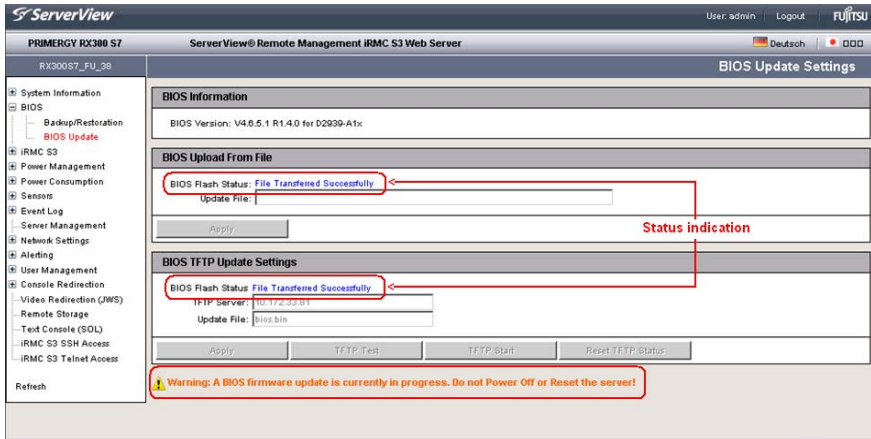 ServerView
User: admin Logout FUJITSU
PRIMERGY RX300 S7 ServerView® Remote Management iRMC S3 Web Server Deutsch
RX300S7_FU_38 BIOS Update Settings
System Information
BIOS
Backup/Restoration
BIOS Update
iRMC S3
Power Management
Power Consumption
Sensors
Event Log
Server Management
Network Settings
Alerting
User Management
Console Redirection
Video Redirection (JWS)
Remote Storage
Text Console (SOL)
iRMC S3 SSH Access
iRMC S3 Telnet Access
Refresh
BIOS Information
BIOS Version: V4.6.5.1 R1.4.0 for D2939-A1x
BIOS Upload From File
BIOS Flash Status: File Transferred Successfully
Update File:
Apply
Status indication
BIOS TFTP Update Settings
BIOS Flash Status File Transferred Successfully
TFTP Server: 10.172.33.81
Update File: bios.bin
Apply TFTP Test TFTP Start Reset TFTP Status
Warning: A BIOS firmware update is currently in progress. Do not Power Off or Reset the server!